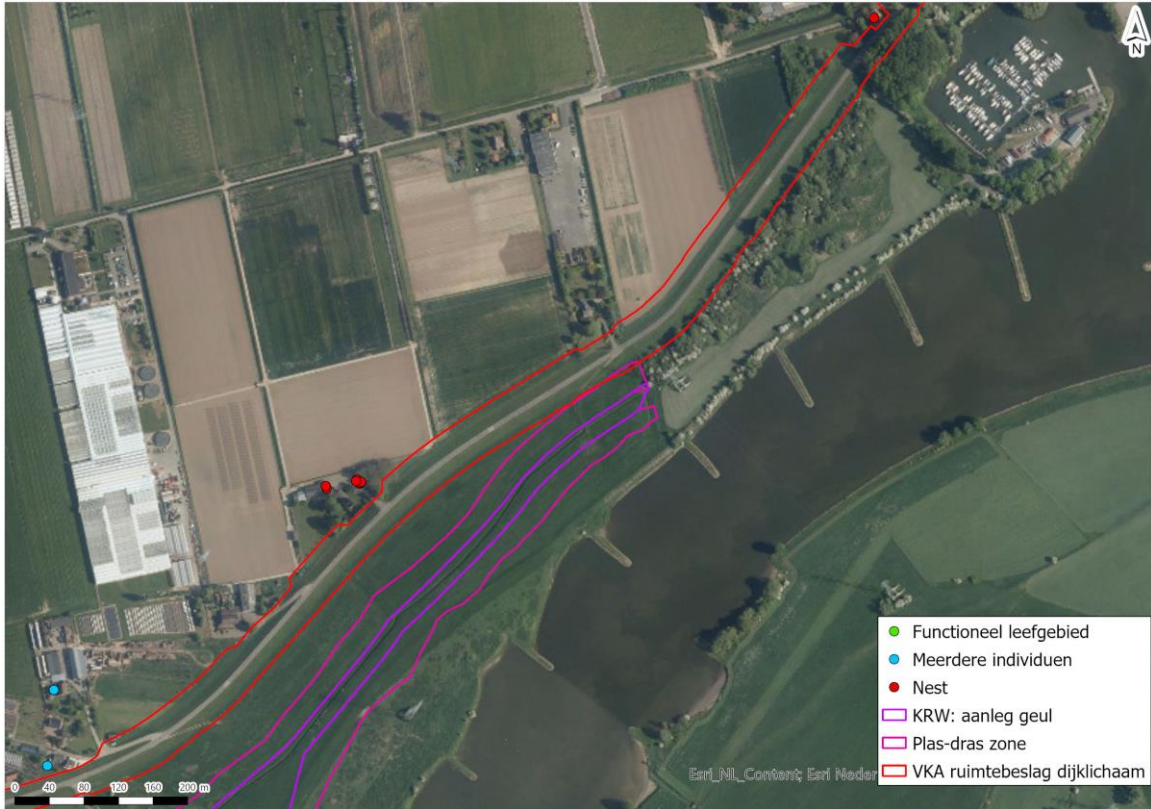 N
Functioneel leefgebied
Meerdere individuen
Nest
KRW: aanleg geul
Plas-dras zone
VKA ruimtebeslag dijklichaam
0 40 80 120 160 200 m
Esri_NL_Content; Esri Neder